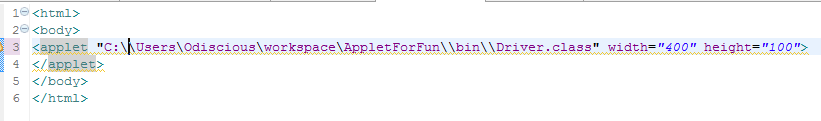 1 <html>
2 <body>
3 <applet "C:\\Users\Odiscious\workspace\AppletForFun\\bin\\Driver.class" width="400" height="100">
4 </applet>
5 </body>
6 </html>